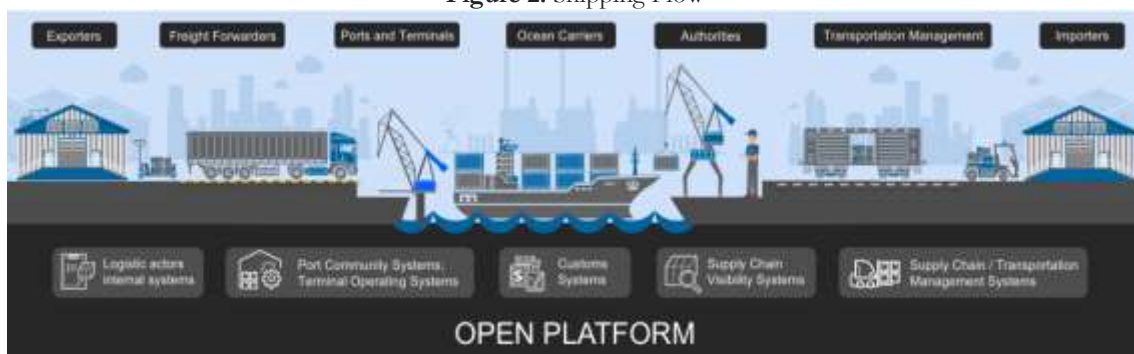 Figure 2. Shipping Flow
Exporters
Freight Forwarders
Ports and Terminals
Ocean Carriers
Authorities
Transportation Management
Importers
Logistic actors
internal systems
Port Community Systems,
Terminal Operating Systems
Customs
Systems
Supply Chain
Visibility Systems
Supply Chain / Transportation
Management Systems
OPEN PLATFORM